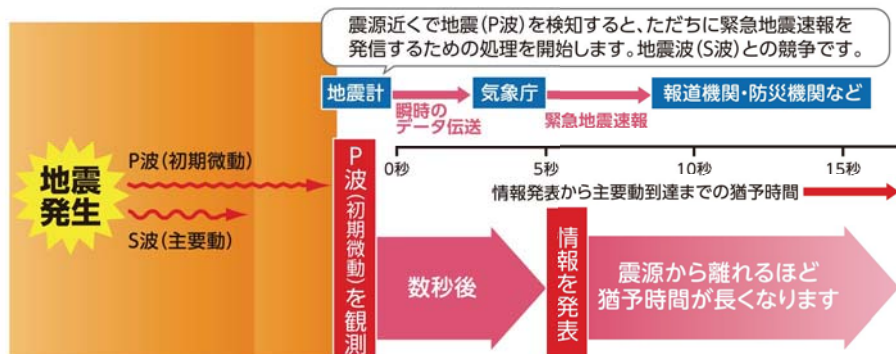 震源近くで地震(P波)を検知すると、ただちに緊急地震速報を
発信するための処理を開始します。地震波(S波)との競争です。
地震計
瞬時の
データ伝送
気象庁
緊急地震速報
報道機関・防災機関など
地震
発生
P波(初期微動)
S波(主要動)
P波(初期微動)を観測
0秒
5秒
10秒
15秒
情報発表から主要動到達までの猶予時間
数秒後
情報を発表
震源から離れるほど
猶予時間が長くなります